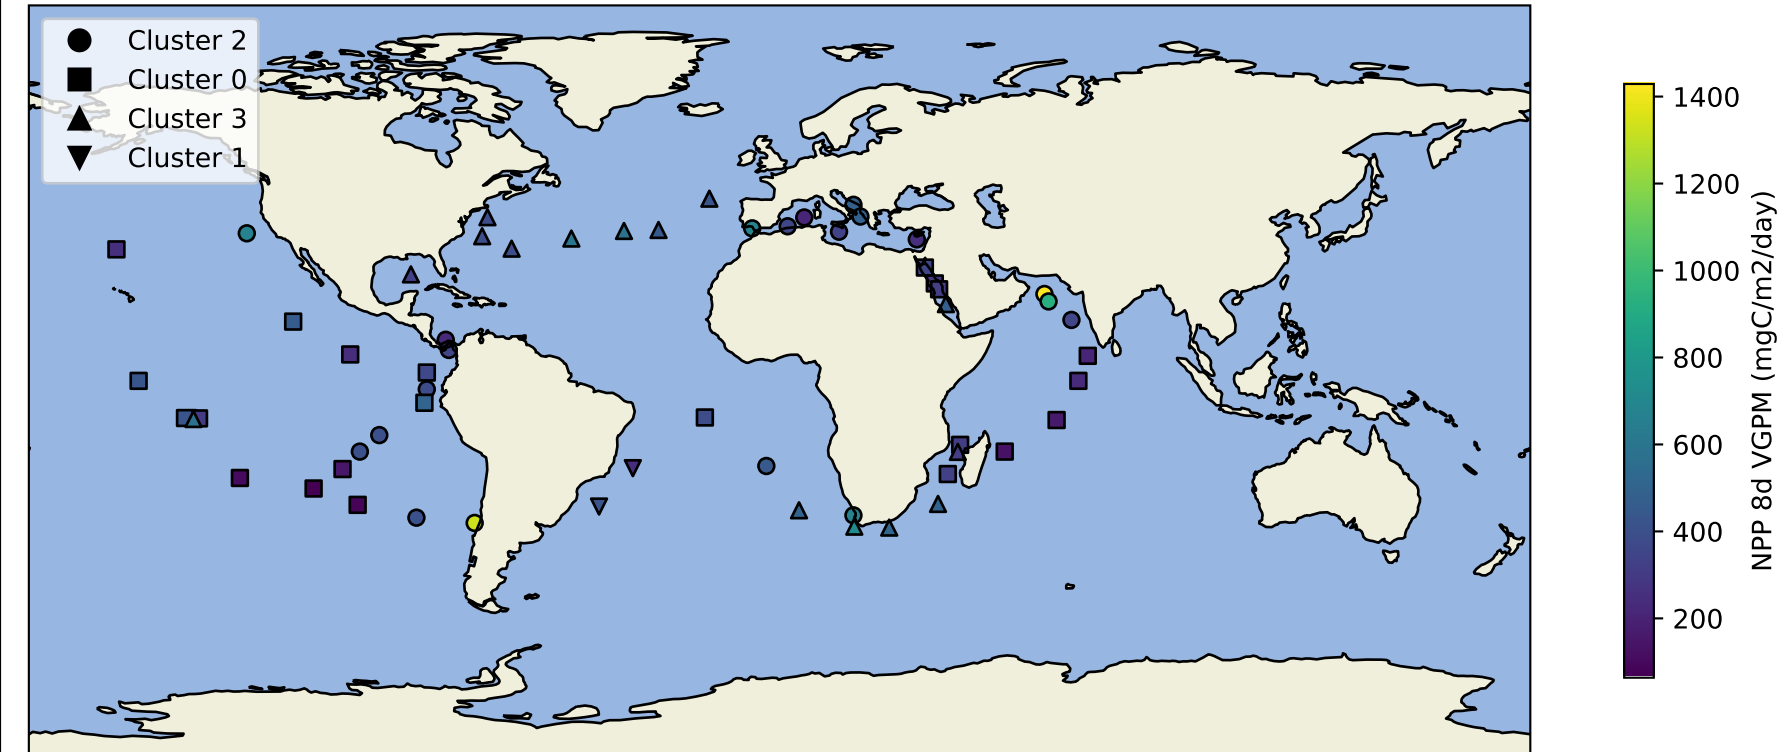 Cluster 2
Cluster 0
Cluster 3
Cluster 1
1400
1200
1000
800
600
400
200
NPP 8d VGPM (mgC/m2/day)